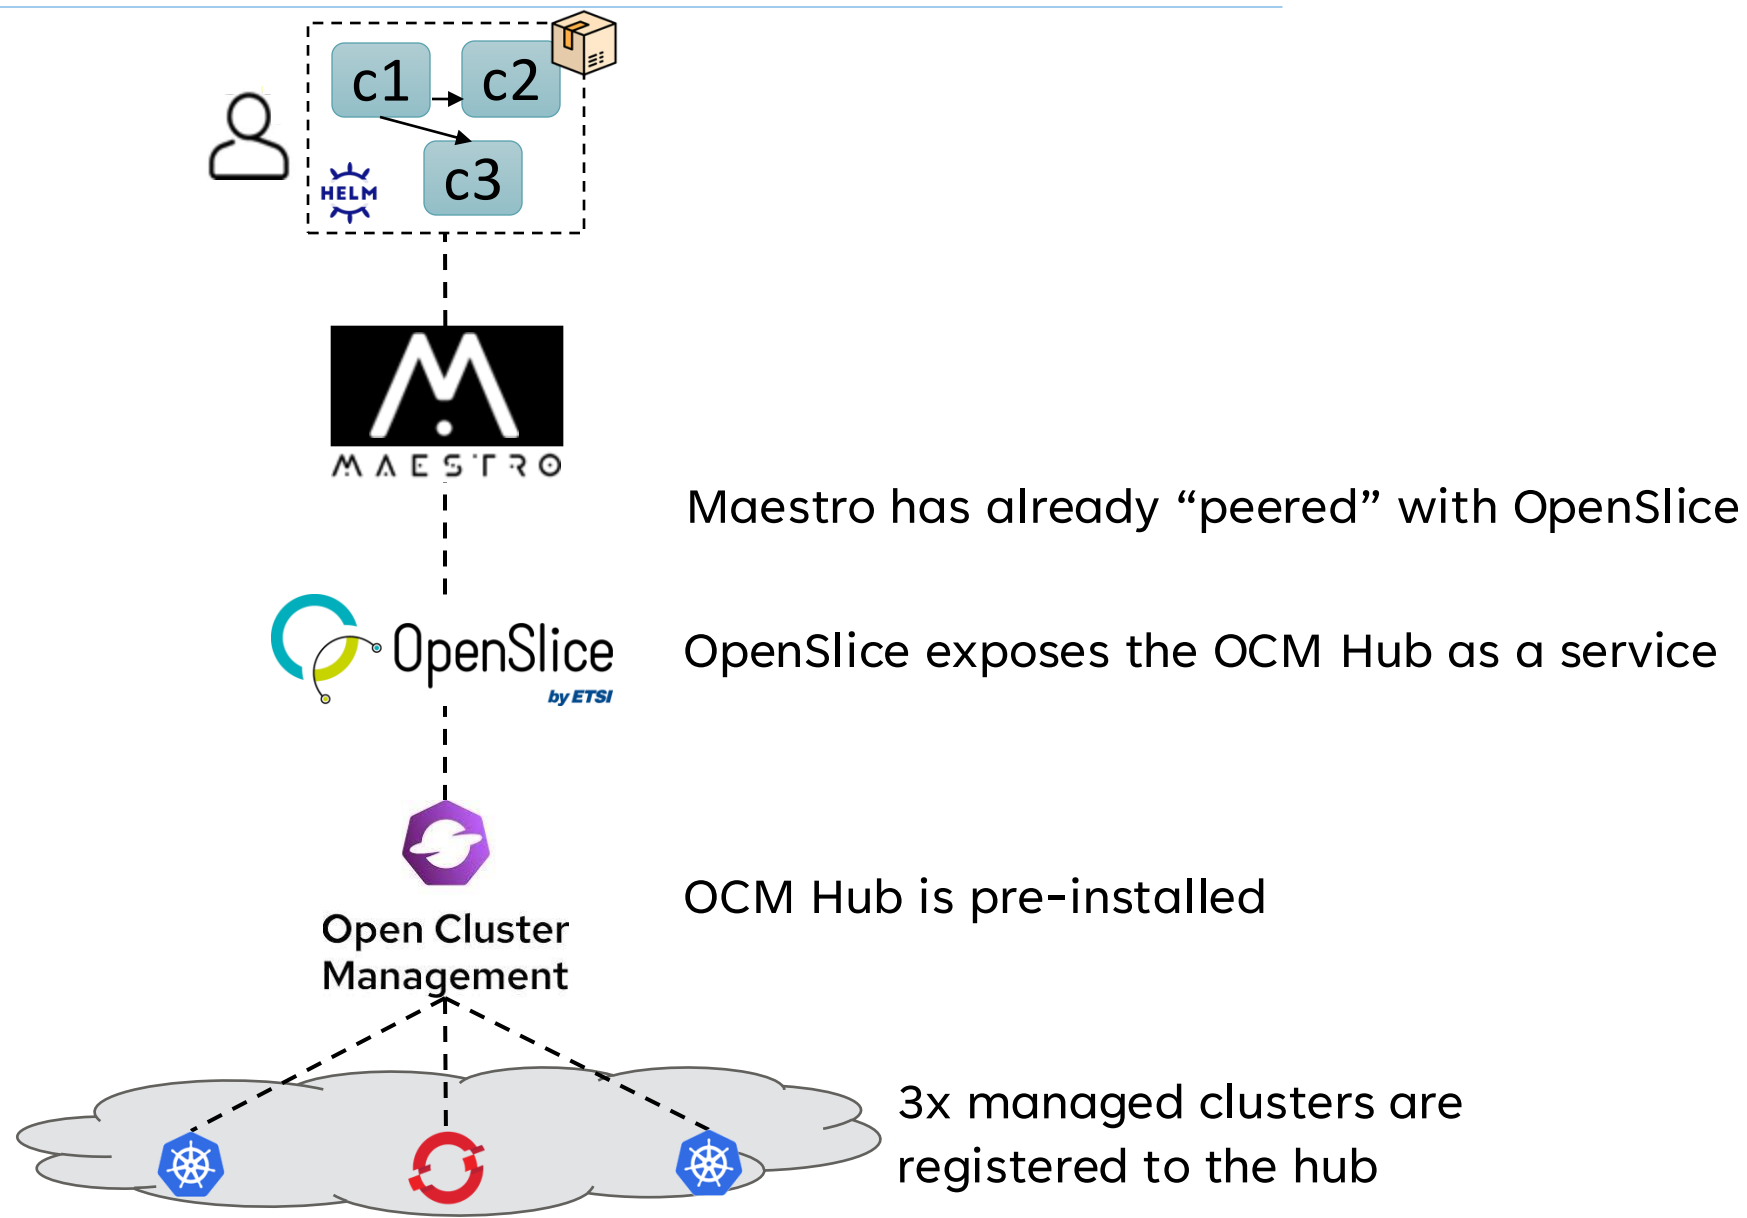 c1
c2
c3
HELM
MAESTRO
Maestro has already “peered” with OpenSlice
OpenSlice
by ETSI
OpenSlice exposes the OCM Hub as a service
Open Cluster
Management
OCM Hub is pre-installed
3x managed clusters are
registered to the hub